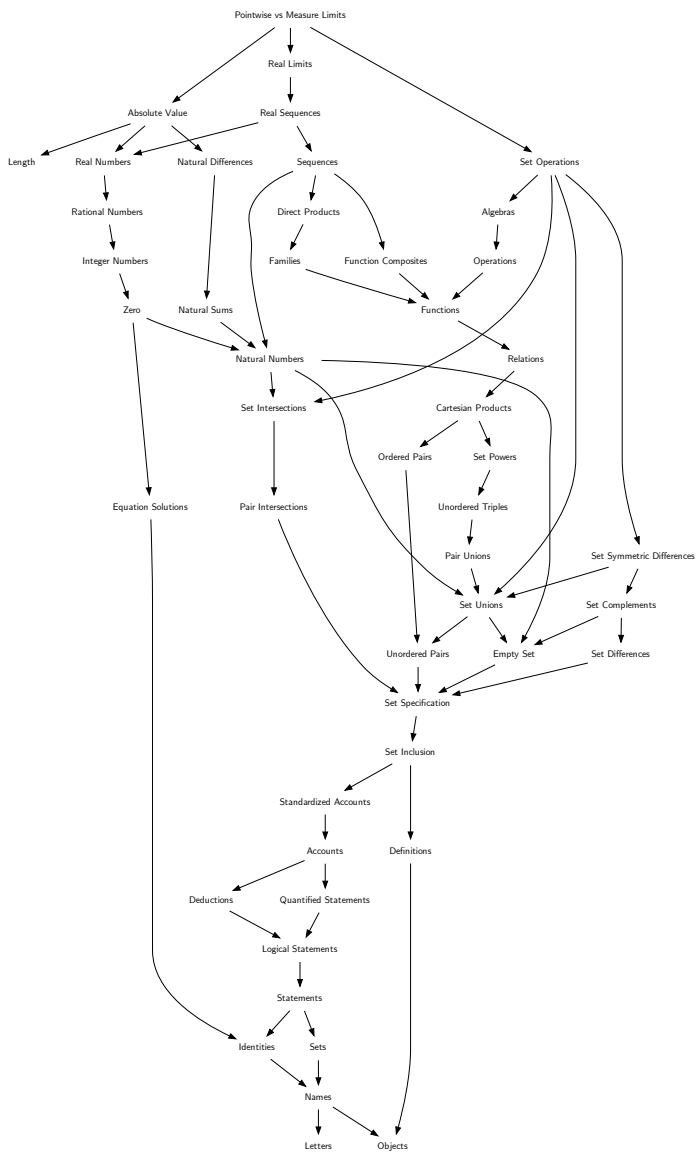 Pointwise vs Measure Limits
Real Limits
Absolute Value
Real Sequences
Length
Real Numbers
Natural Differences
Sequences
Set Operations
Rational Numbers
Direct Products
Algebras
Integer Numbers
Families
Function Composites
Operations
Zero
Natural Sums
Functions
Natural Numbers
Relations
Set Intersections
Cartesian Products
Ordered Pairs
Set Powers
Equation Solutions
Pair Intersections
Unordered Triples
Pair Unions
Set Symmetric Differences
Set Unions
Set Complements
Unordered Pairs
Empty Set
Set Differences
Set Specification
Set Inclusion
Standardized Accounts
Accounts
Definitions
Deductions
Quantified Statements
Logical Statements
Statements
Identities
Sets
Names
Letters
Objects